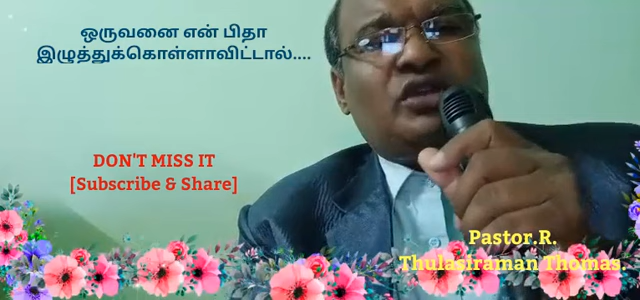 ஒருவனை என் பிதா
இழுத்துக்கொள்ளாவிட்டால்....
DON'T MISS IT
[Subscribe & Share]
Pastor.R.
Thulasiraman Thomas.